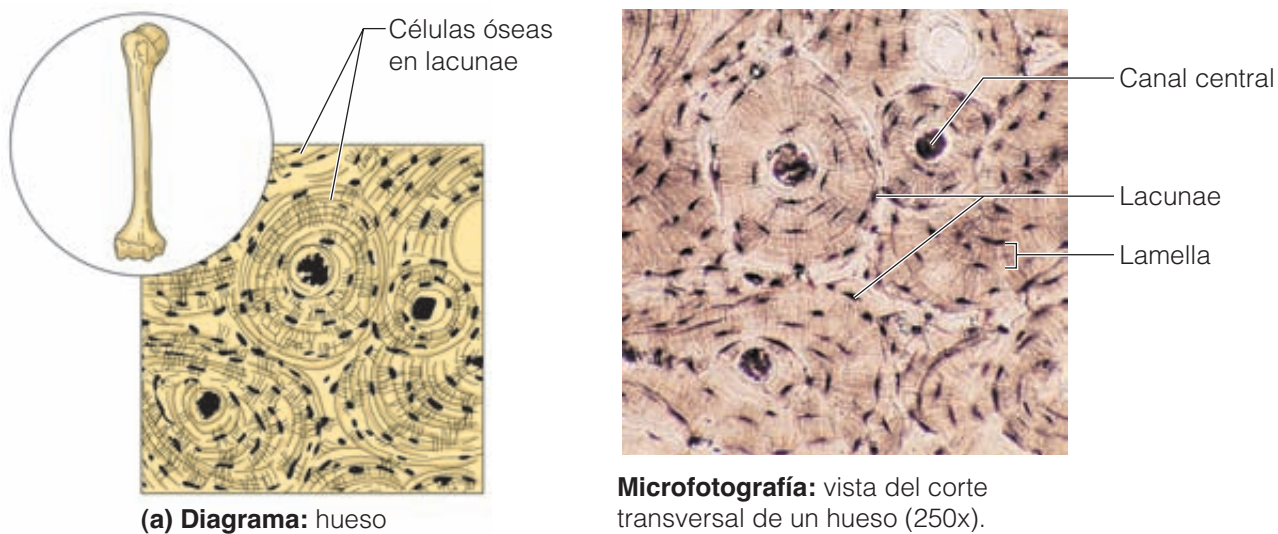 Células óseas
en lacunae
(a) Diagrama: hueso
Canal central
Lacunae
Lamella
Microfotografía: vista del corte
transversal de un hueso (250x).